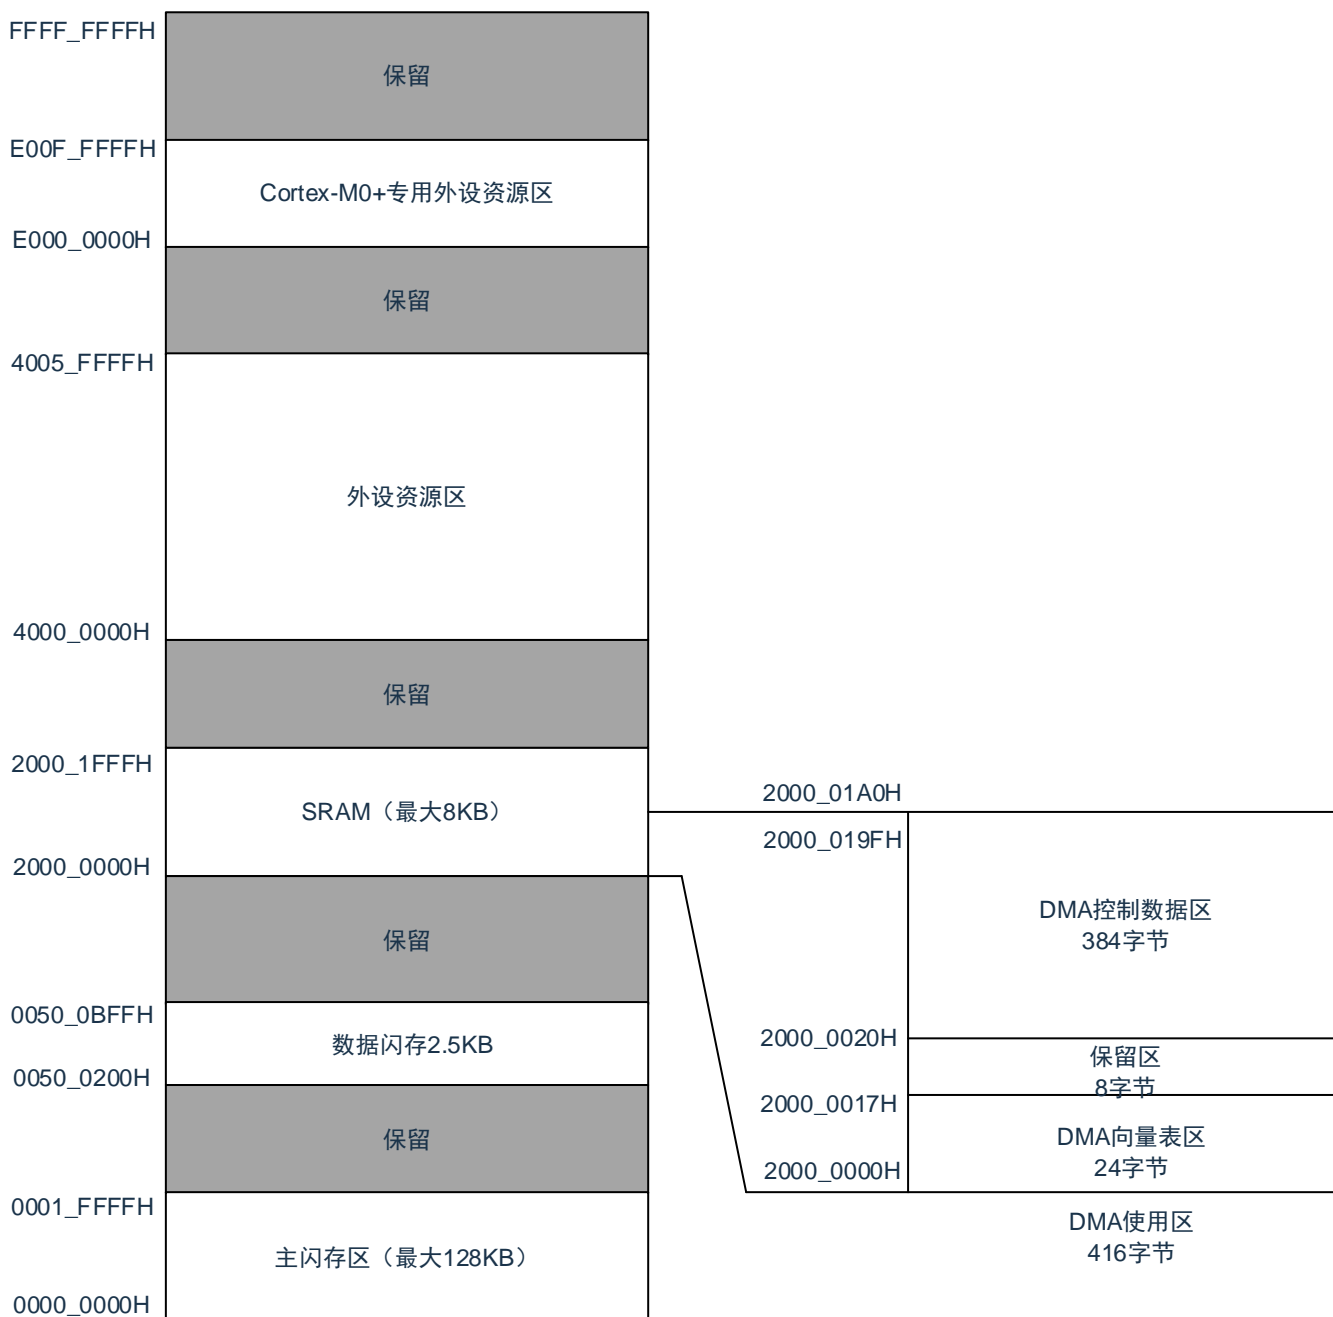 FFFF_FFFFH
保留
E00F_FFFFH
Cortex-M0+专用外设资源区
E000_0000H
保留
4005_FFFFH
外设资源区
4000_0000H
保留
2000_1FFFH
SRAM（最大8KB）
2000_0000H
保留
0050_0BFFH
数据闪存2.5KB
0050_0200H
保留
0001_FFFFH
主闪存区（最大128KB）
0000_0000H
2000_01A0H
2000_019FH
DMA控制数据区
384字节
2000_0020H
保留区
8字节
2000_0017H
DMA向量表区
24字节
2000_0000H
DMA使用区
416字节